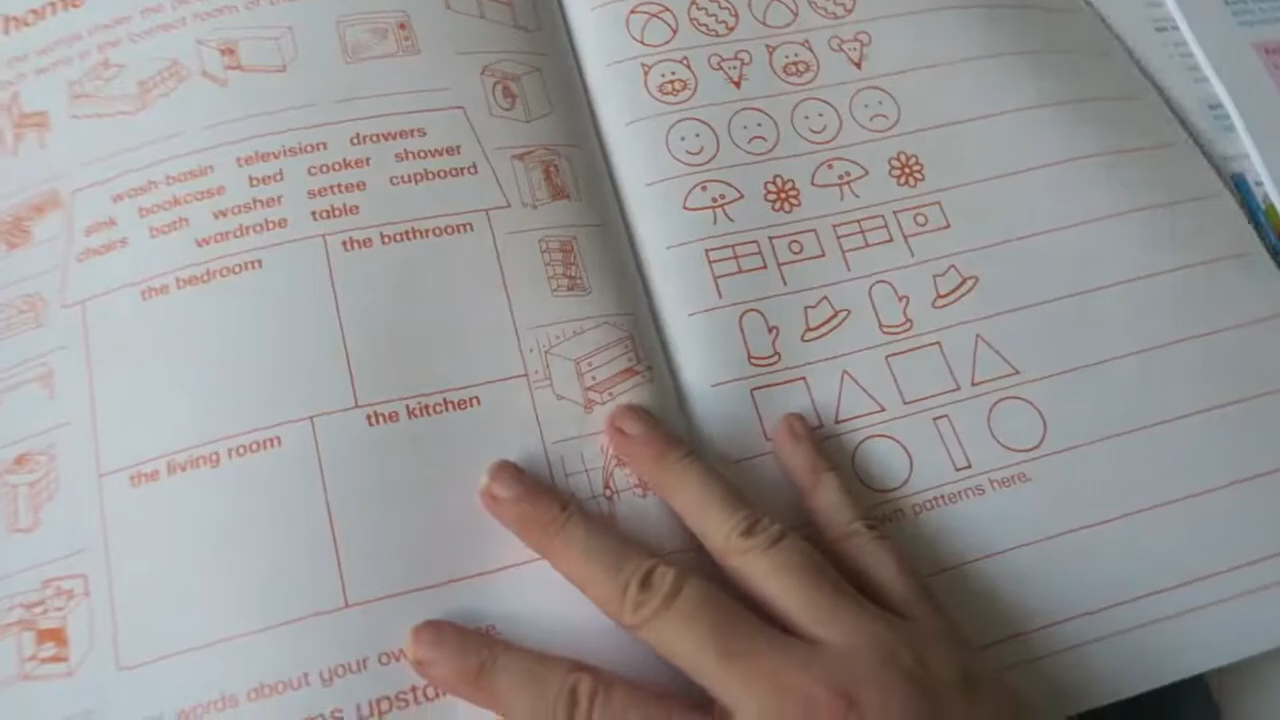 home
wash-basin television drawers
sink bookcase bed cooker shower
chairs bath washer settee cupboard
wardrobe table
the bedroom
the bathroom
the living room
the kitchen
words about your
upsta
patterns here.